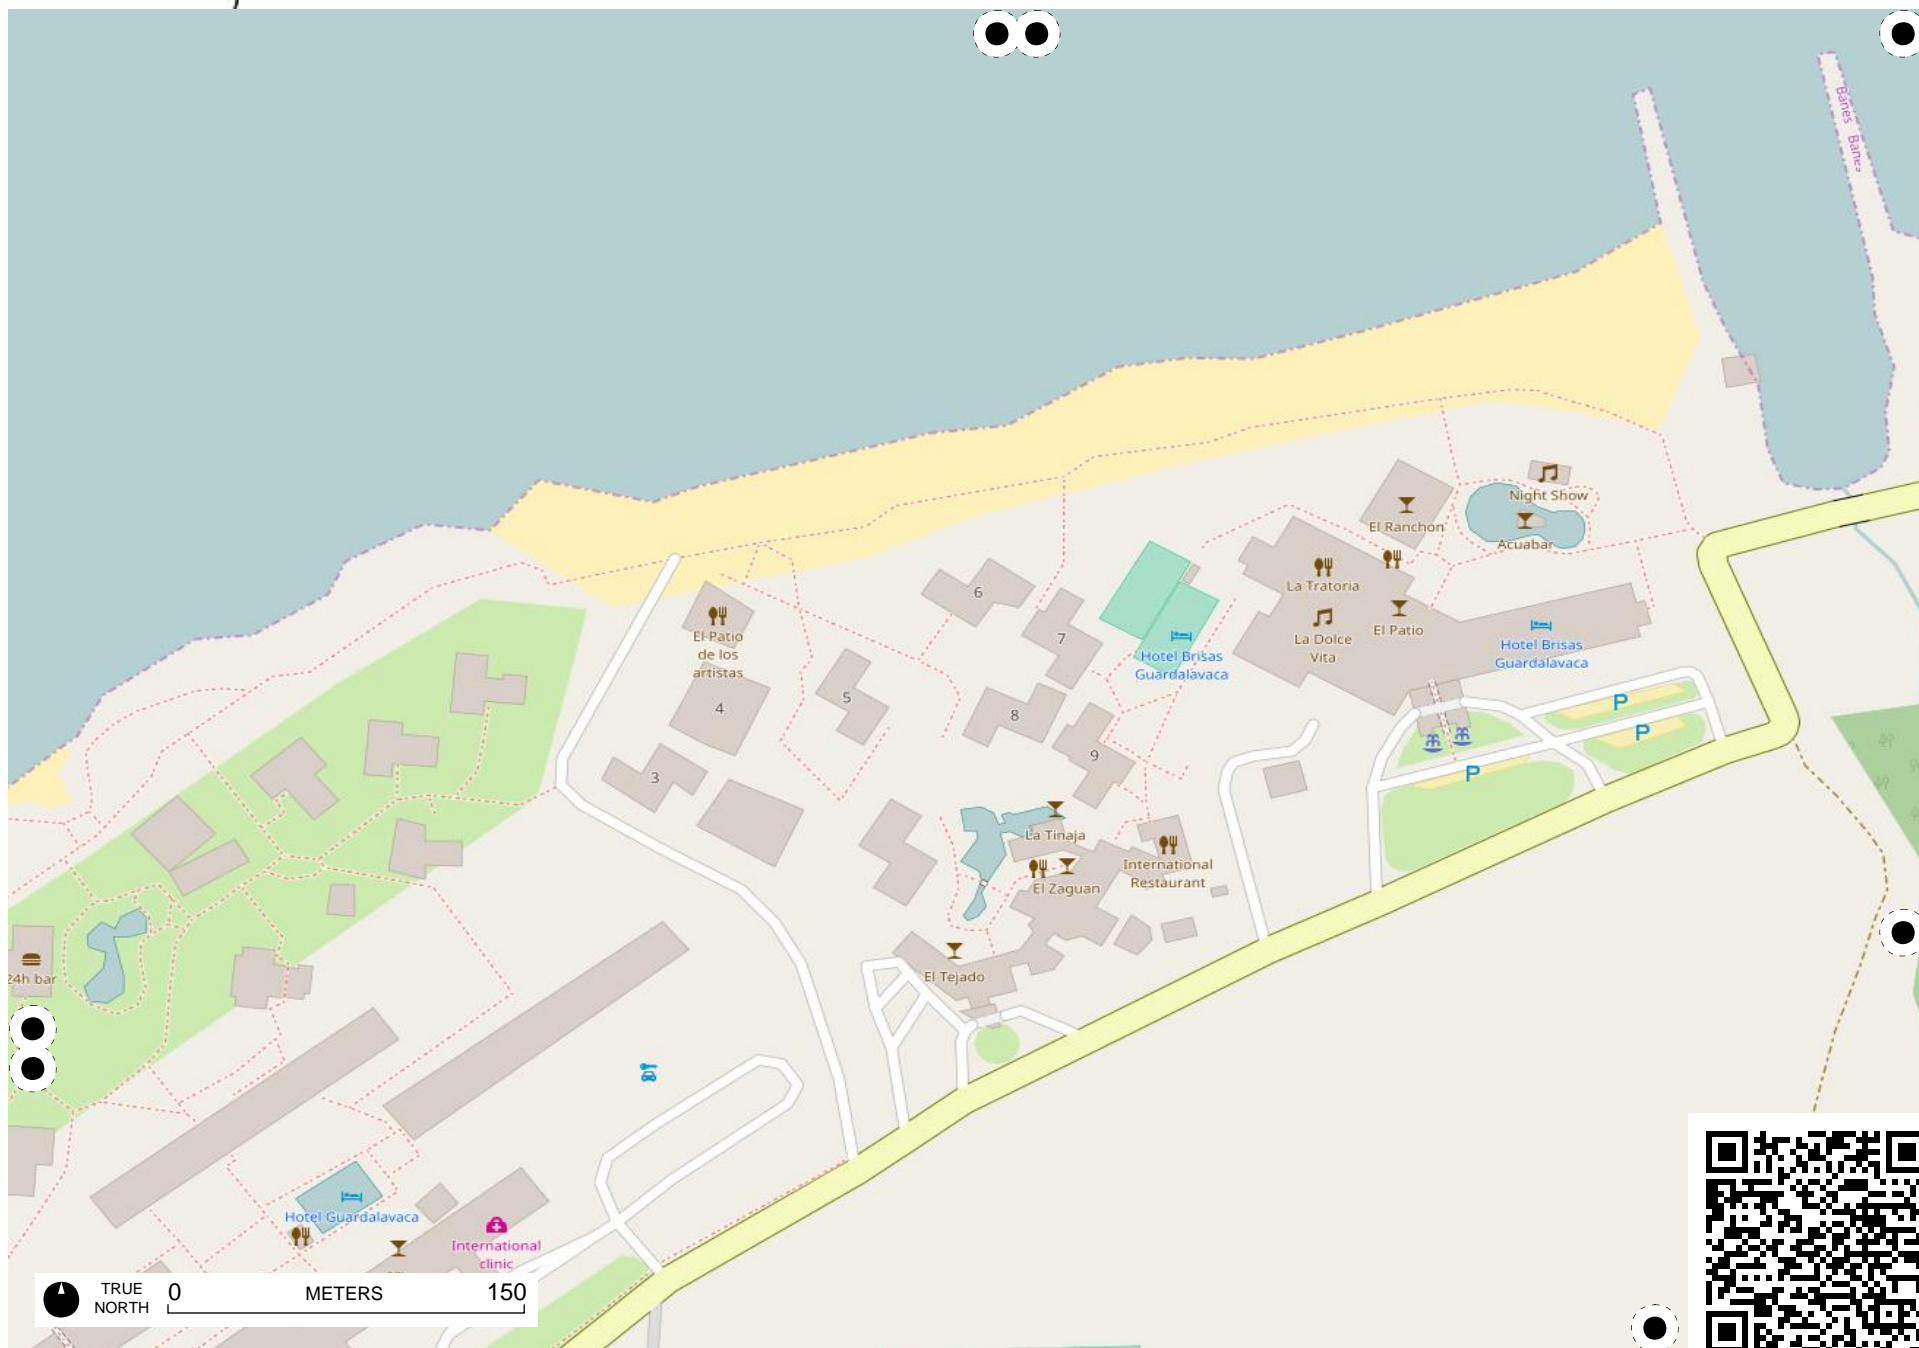 Banes
Banes
Night Show
El Ranchon
Acuabar
La Tratoria
6
El Patio
de los
artistas
7
La Dolce
Vita
El Patio
Hotel Brisas
Guardalavaca
Hotel Brisas
Guardalavaca
5
4
8
P
P
9
3
P
La Tinaja
International
Restaurant
El Zaguan
24h bar
El Tejado
Hotel Guardalavaca
International
clinic
TRUE
NORTH
0
METERS
150